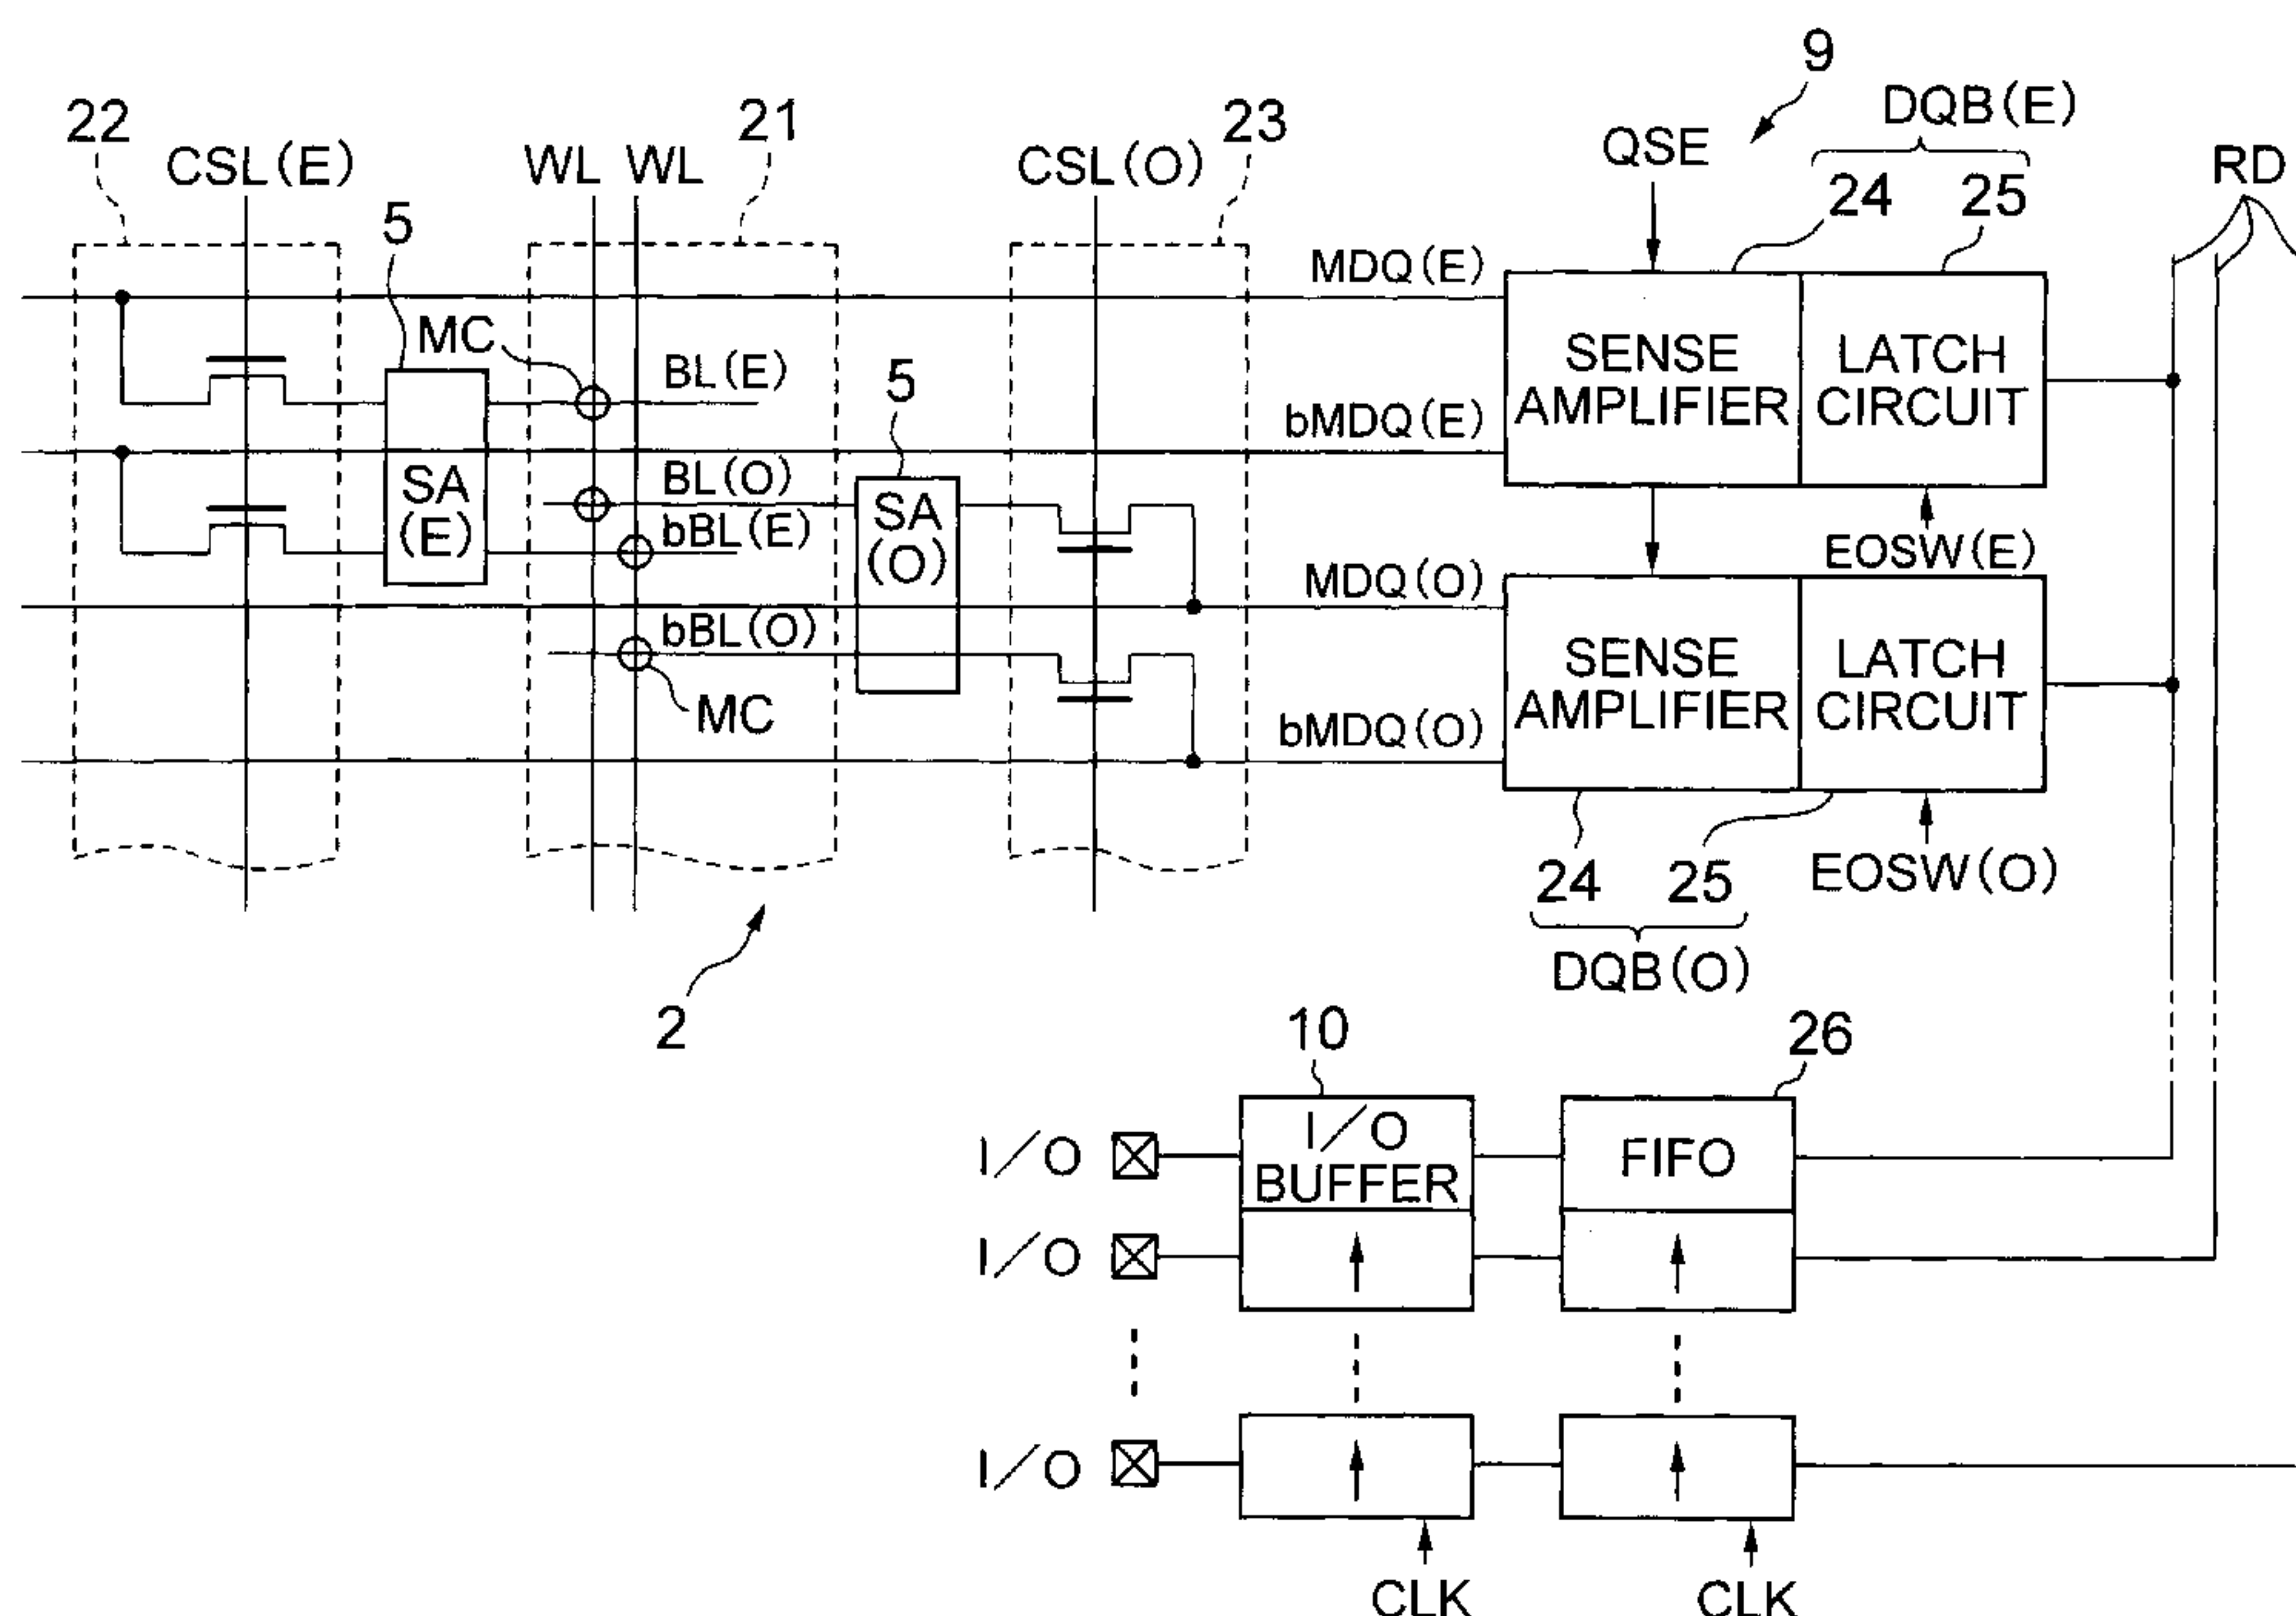 9
DQB(E)
22
21
23
QSE
RD
CSL(E)
WL
WL
CSL(O)
24
25
5
MDQ(E)
MC
BL(E)
5
SENSE AMPLIFIER
LATCH CIRCUIT
bMDQ(E)
SA (E)
BL(O)
bBL(E)
SA (O)
EOSW(E)
MDQ(O)
bBL(O)
SENSE AMPLIFIER
LATCH CIRCUIT
MC
bMDQ(O)
24
25
EOSW(O)
DQB(O)
2
10
26
I/O
I/O BUFFER
FIFO
I/O
I/O
CLK
CLK